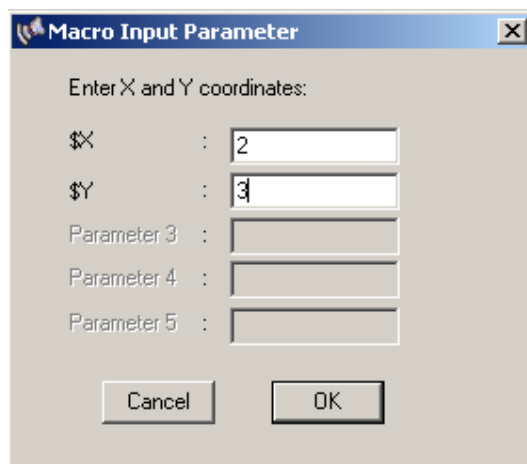 Macro Input Parameter
Enter X and Y coordinates:
$X : 2
$Y : 3
Parameter 3 :
Parameter 4 :
Parameter 5 :
Cancel OK